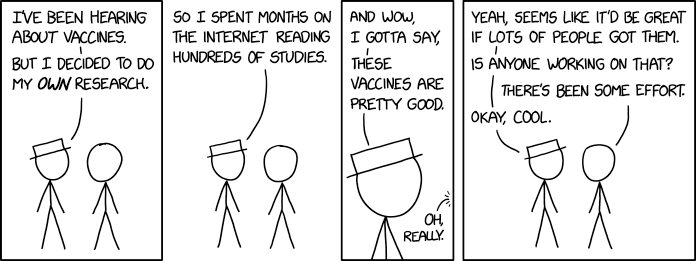 I'VE BEEN HEARING
ABOUT VACCINES.
BUT I DECIDED TO DO
MY OWN RESEARCH.
SO I SPENT MONTHS ON
THE INTERNET READING
HUNDREDS OF STUDIES.
AND WOW,
I GOTTA SAY,
THESE
VACCINES ARE
PRETTY GOOD.
OH,
REALLY.
YEAH, SEEMS LIKE IT'D BE GREAT
IF LOTS OF PEOPLE GOT THEM.
IS ANYONE WORKING ON THAT?
THERE'S BEEN SOME EFFORT.
OKAY, COOL.